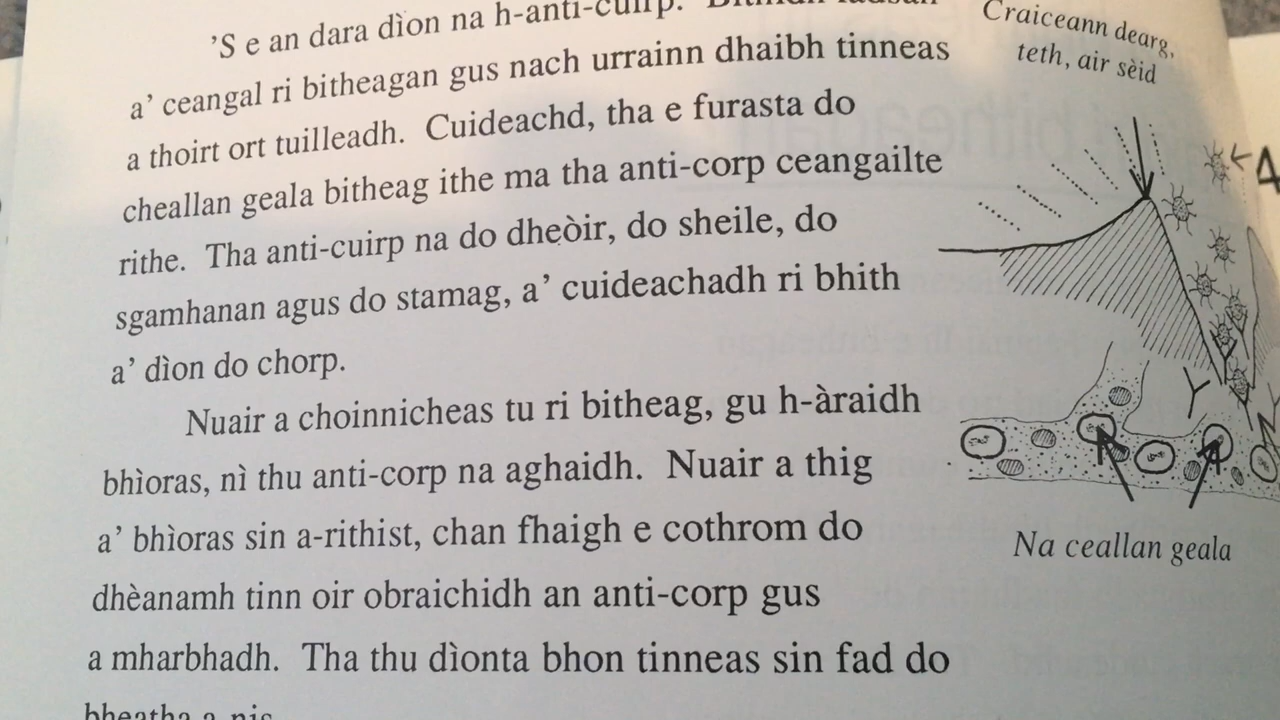 'S e an dara dìon na h-anti-cuirp.
a' ceangal ri bitheagan gus nach urrainn dhaibh tinneas
a thoirt ort tuilleadh. Cuideachd, tha e furasta do
cheallan geala bitheag ithe ma tha anti-corp ceangailte
rithe. Tha anti-cuirp na do dheòir, do sheile, do
sgamhanan agus do stamag, a' cuideachadh ri bhith
a' dìon do chorp.
Nuair a choinnicheas tu ri bitheag, gu h-àraidh
bhìoras, nì thu anti-corp na aghaidh. Nuair a thig
a' bhìoras sin a-rithist, chan fhaigh e cothrom do
dhèanamh tinn oir obraichidh an anti-corp gus
a mharbhadh. Tha thu dìonta bhon tinneas sin fad do
bheatha a nis
Craiceann dearg,
teth, air sèid
Na ceallan geala